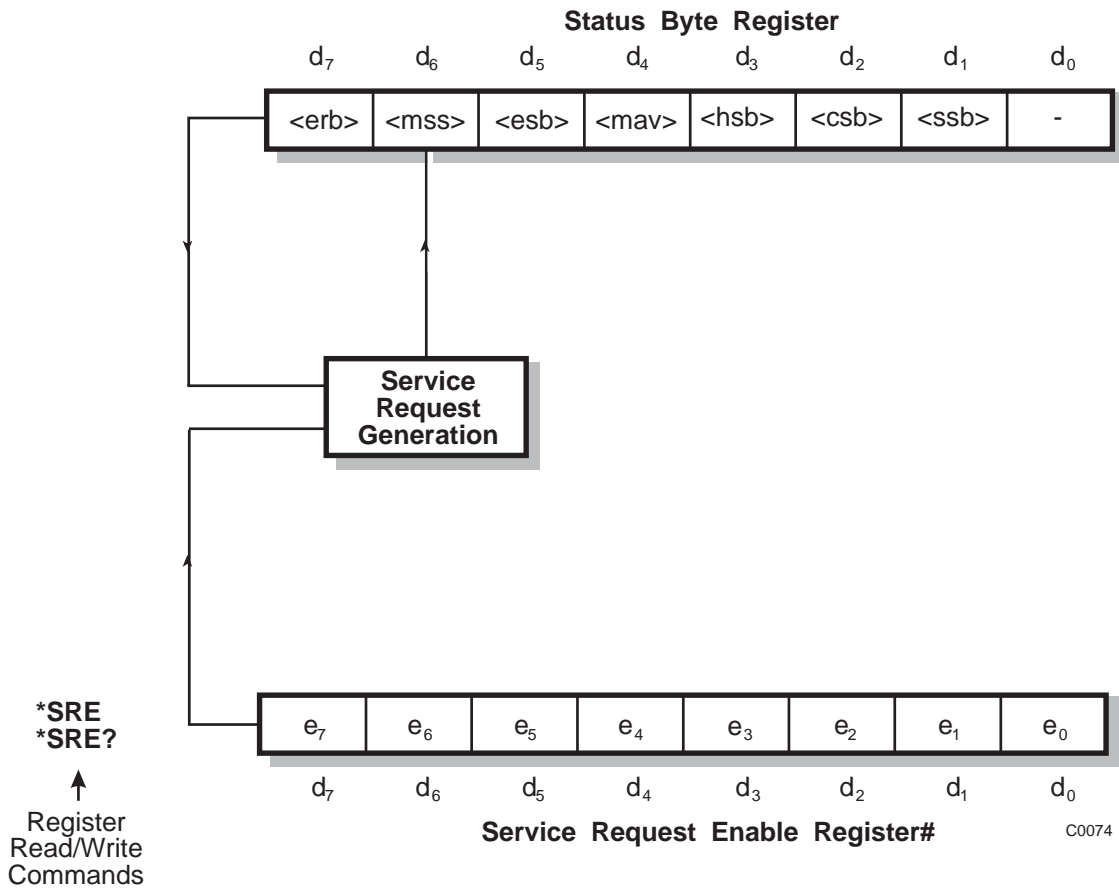 Status Byte Register
d7 d6 d5 d4 d3 d2 d1 d0
<erb> <mss> <esb> <mav> <hsb> <csb> <ssb> -
Service
Request
Generation
*SRE
*SRE?
Register
Read/Write
Commands
e7 e6 e5 e4 e3 e2 e1 e0
d7 d6 d5 d4 d3 d2 d1 d0
Service Request Enable Register#
C0074